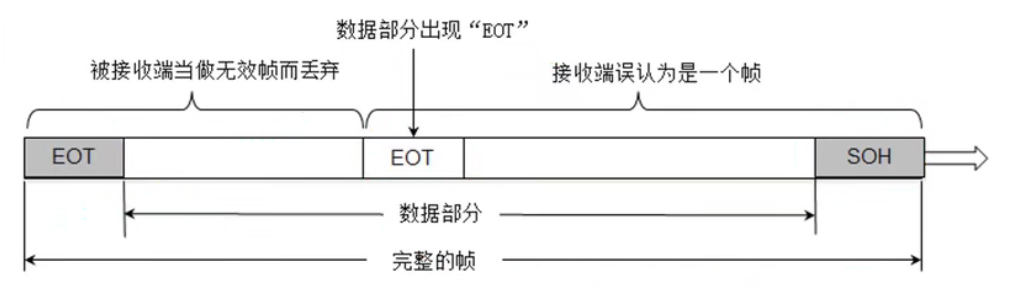 数据部分出现“EOT”
被接收端当做无效帧而丢弃
接收端误认为是一个帧
EOT
EOT
SOH
数据部分
完整的帧